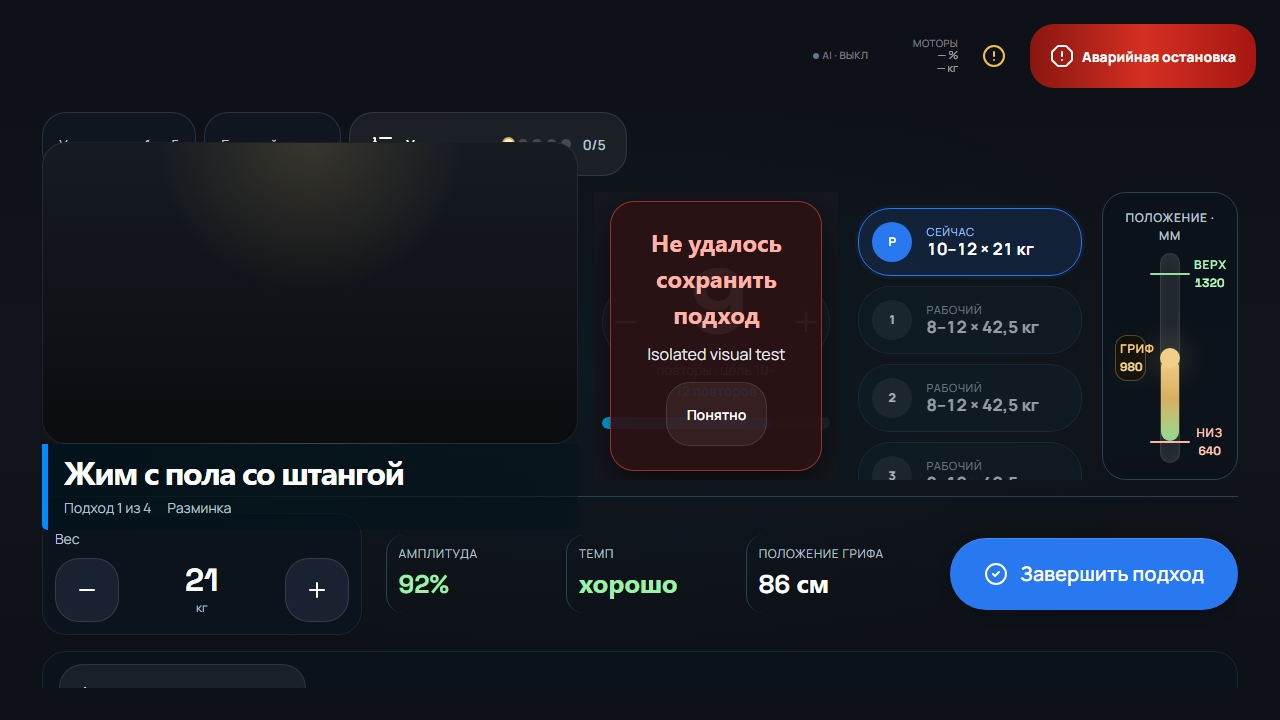 AI · ВЫКЛ
МОТОРЫ
— %
— кг
Аварийная остановка
0/5
Не удалось
сохранить
подход
Isolated visual test
Понятно
P
СЕЙЧАС
10–12 × 21 кг
1
РАБОЧИЙ
8–12 × 42,5 кг
2
РАБОЧИЙ
8–12 × 42,5 кг
3
РАБОЧИЙ
ПОЛОЖЕНИЕ ·
ММ
ВЕРХ
1320
ГРИФ
980
НИЗ
640
Жим с пола со штангой
Подход 1 из 4 Разминка
Вес
−
21
кг
+
АМПЛИТУДА
92%
ТЕМП
хорошо
ПОЛОЖЕНИЕ ГРИФА
86 см
Завершить подход